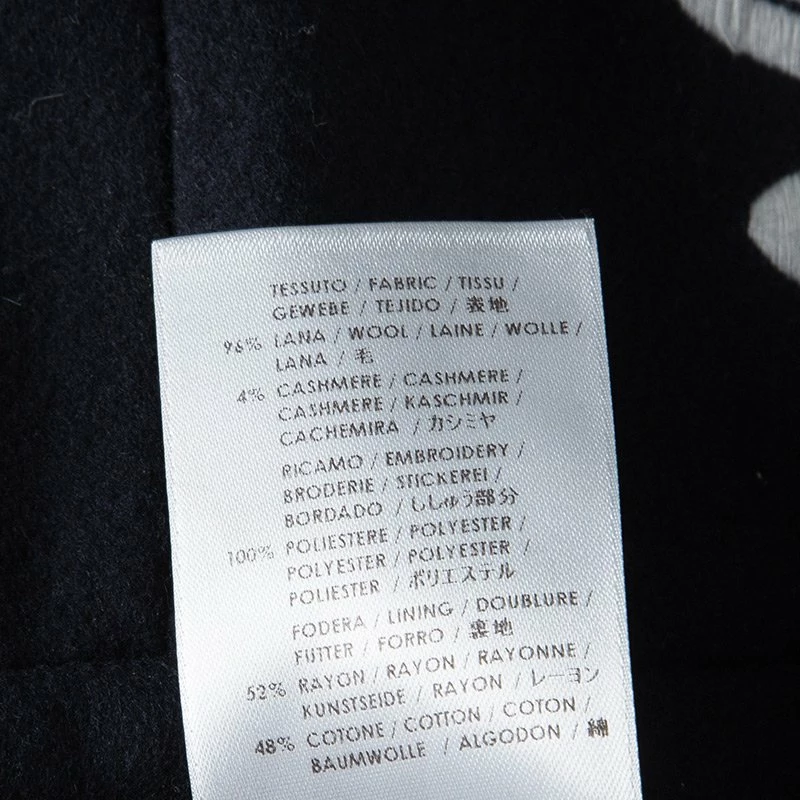 TESSUTO / FABRIC / TISSU /
GEWEBE / TEJIDO / 表地
96% LANA / WOOL / LAINE / WOLLE /
LANA / 毛
4% CASHMERE / CASHMERE /
CASHMERE / KASCHMIR /
CACHEMIRA / カシミヤ
RICAMO / EMBROIDERY /
BRODERIE / STICKEREI /
BORDADO / ししゅう部分
100% POLIESTERE / POLYESTER /
POLYESTER / POLYESTER /
POLIESTER / ポリエステル
FODERA / LINING / DOUBLURE /
FUTTER / FORRO / 裏地
52% RAYON / RAYON / RAYONNE /
KUNSTSEIDE / RAYON / レーヨン
48% COTONE / COTTON / COTON /
BAUMWOLLE / ALGODON / 綿